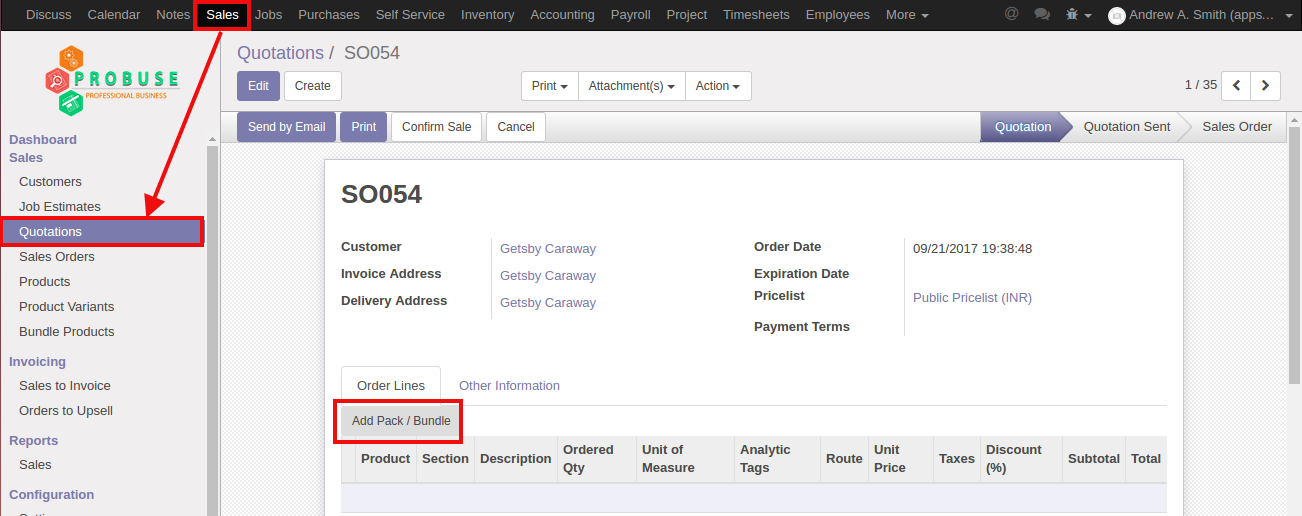 Discuss Calendar Notes Sales Jobs Purchases Self Service Inventory Accounting Payroll Project Timesheets Employees More @ Andrew A. Smith (apps...
PROBUSE
PROFESSIONAL BUSINESS
Dashboard
Sales
Customers
Job Estimates
Quotations
Sales Orders
Products
Product Variants
Bundle Products
Invoicing
Sales to Invoice
Orders to Upsell
Reports
Sales
Configuration
Quotations / SO054
Edit Create Print Attachment(s) Action 1 / 35
Send by Email Print Confirm Sale Cancel Quotation Quotation Sent Sales Order
SO054
Customer Getsby Caraway
Invoice Address Getsby Caraway
Delivery Address Getsby Caraway
Order Date 09/21/2017 19:38:48
Expiration Date
Pricelist Public Pricelist (INR)
Payment Terms
Order Lines Other Information
Add Pack / Bundle
Product Section Description Ordered Qty Unit of Measure Analytic Tags Route Unit Price Taxes Discount (%) Subtotal Total